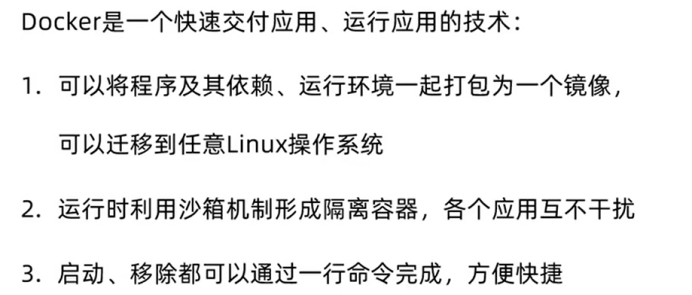 Docker是一个快速交付应用、运行应用的技术：
1. 可以将程序及其依赖、运行环境一起打包为一个镜像，
可以迁移到任意Linux操作系统
2. 运行时利用沙箱机制形成隔离容器，各个应用互不干扰
3. 启动、移除都可以通过一行命令完成，方便快捷